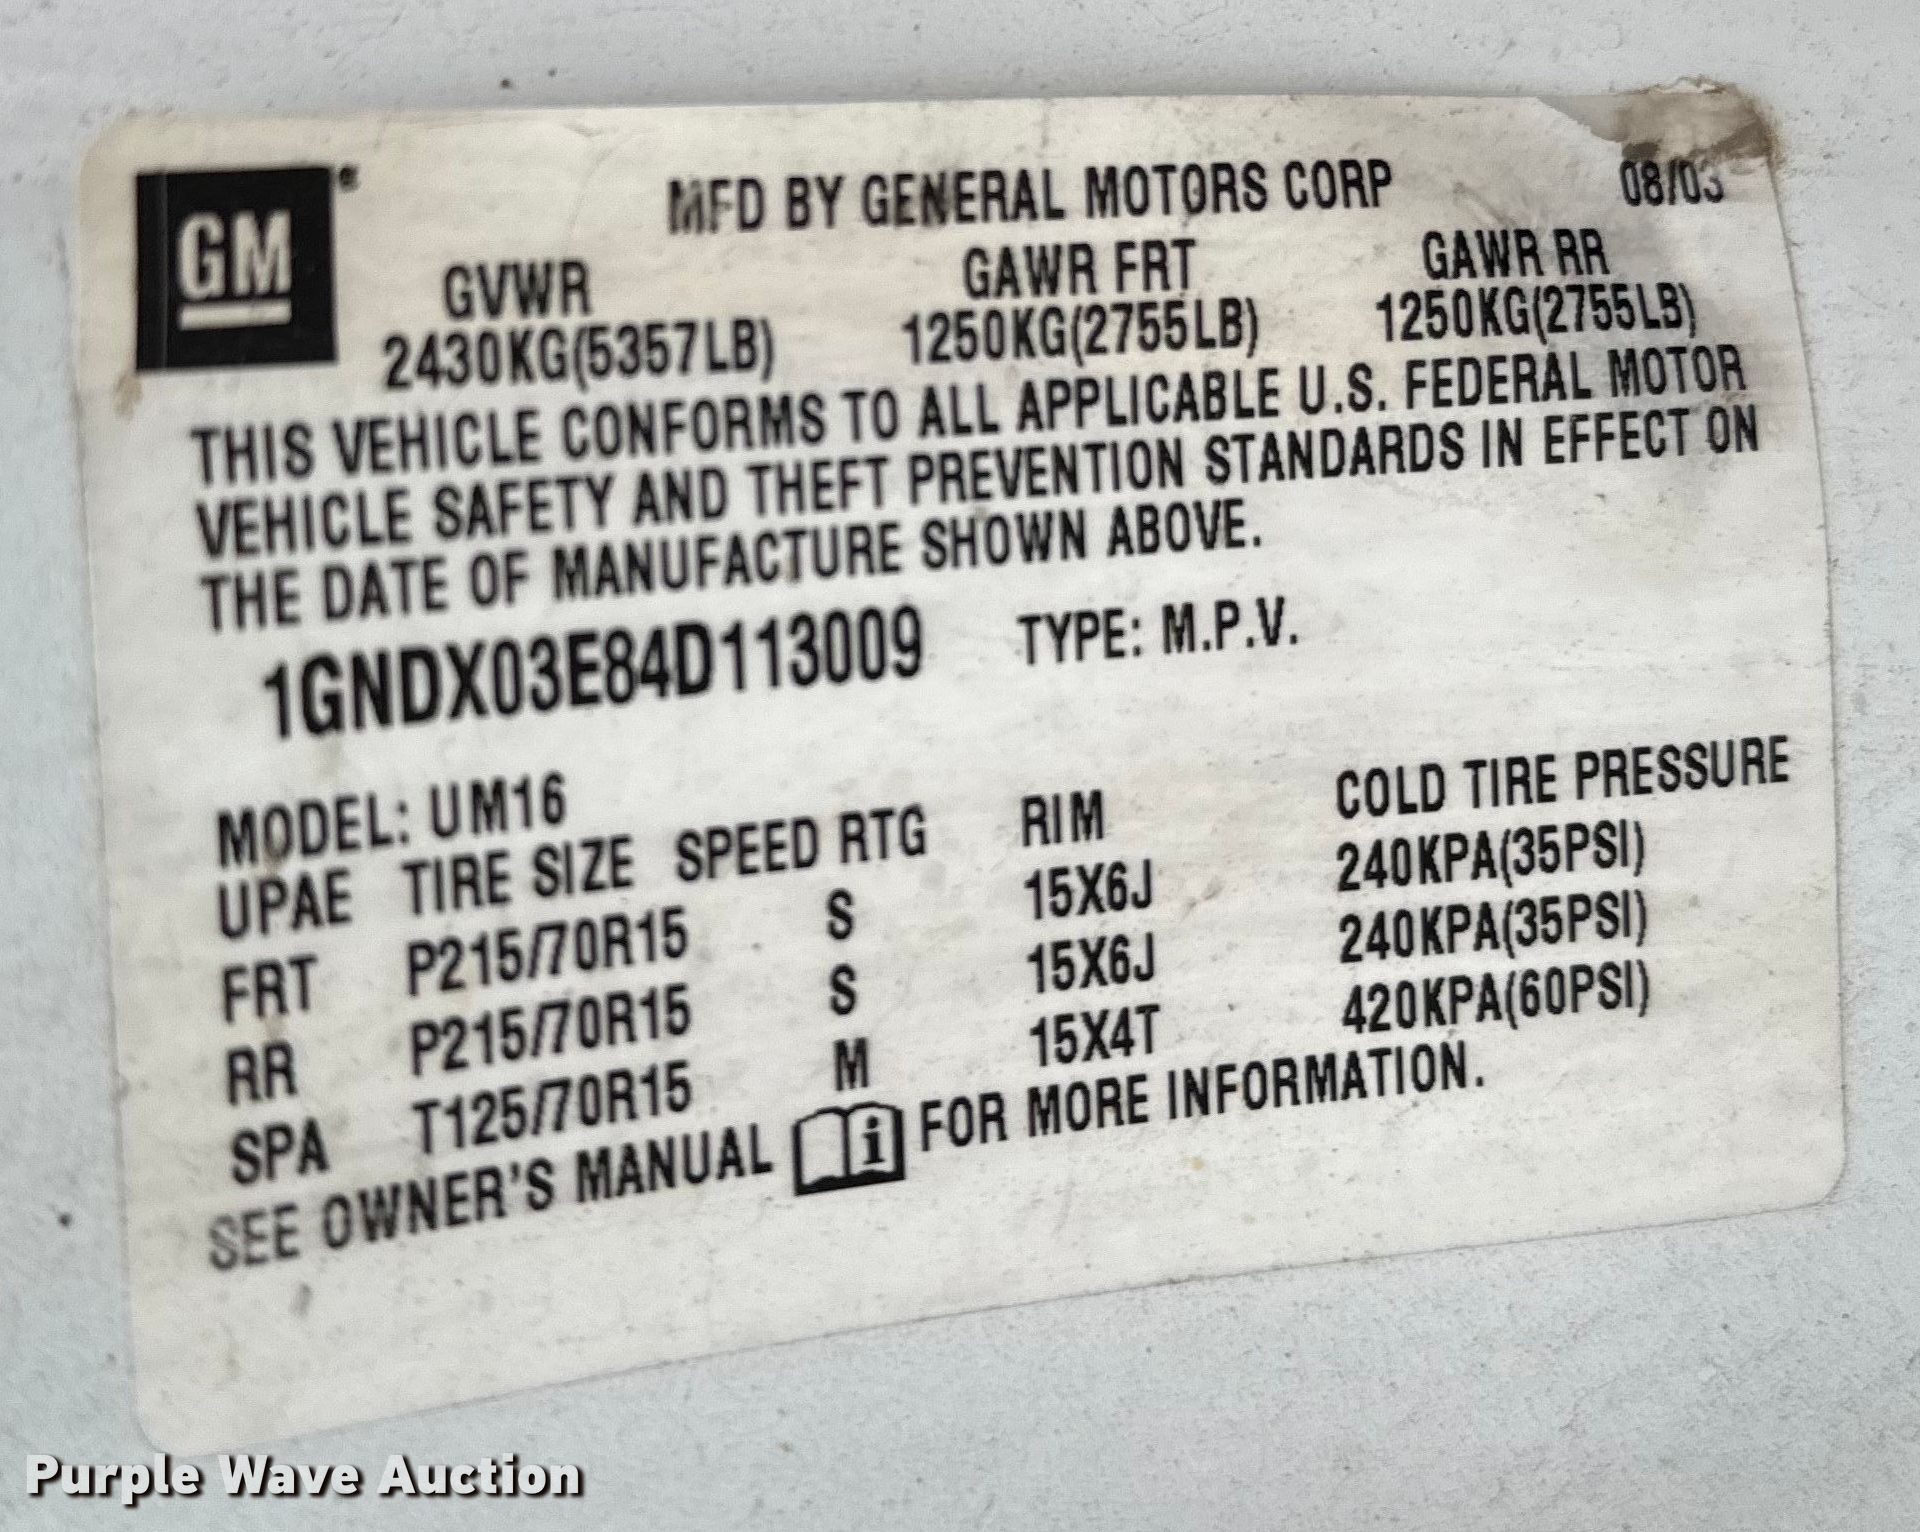 GM®
MFD BY GENERAL MOTORS CORP 08/03
GVWR GAWR FRT GAWR RR
2430KG(5357LB) 1250KG(2755LB) 1250KG(2755LB)
THIS VEHICLE CONFORMS TO ALL APPLICABLE U.S. FEDERAL MOTOR
VEHICLE SAFETY AND THEFT PREVENTION STANDARDS IN EFFECT ON
THE DATE OF MANUFACTURE SHOWN ABOVE.
1GNDX03E84D113009 TYPE: M.P.V.
MODEL: UM16
UPAE TIRE SIZE SPEED RTG RIM COLD TIRE PRESSURE
FRT P215/70R15 S 15X6J 240KPA(35PSI)
RR P215/70R15 S 15X6J 240KPA(35PSI)
SPA T125/70R15 M 15X4T 420KPA(60PSI)
SEE OWNER'S MANUAL i FOR MORE INFORMATION.
Purple Wave Auction